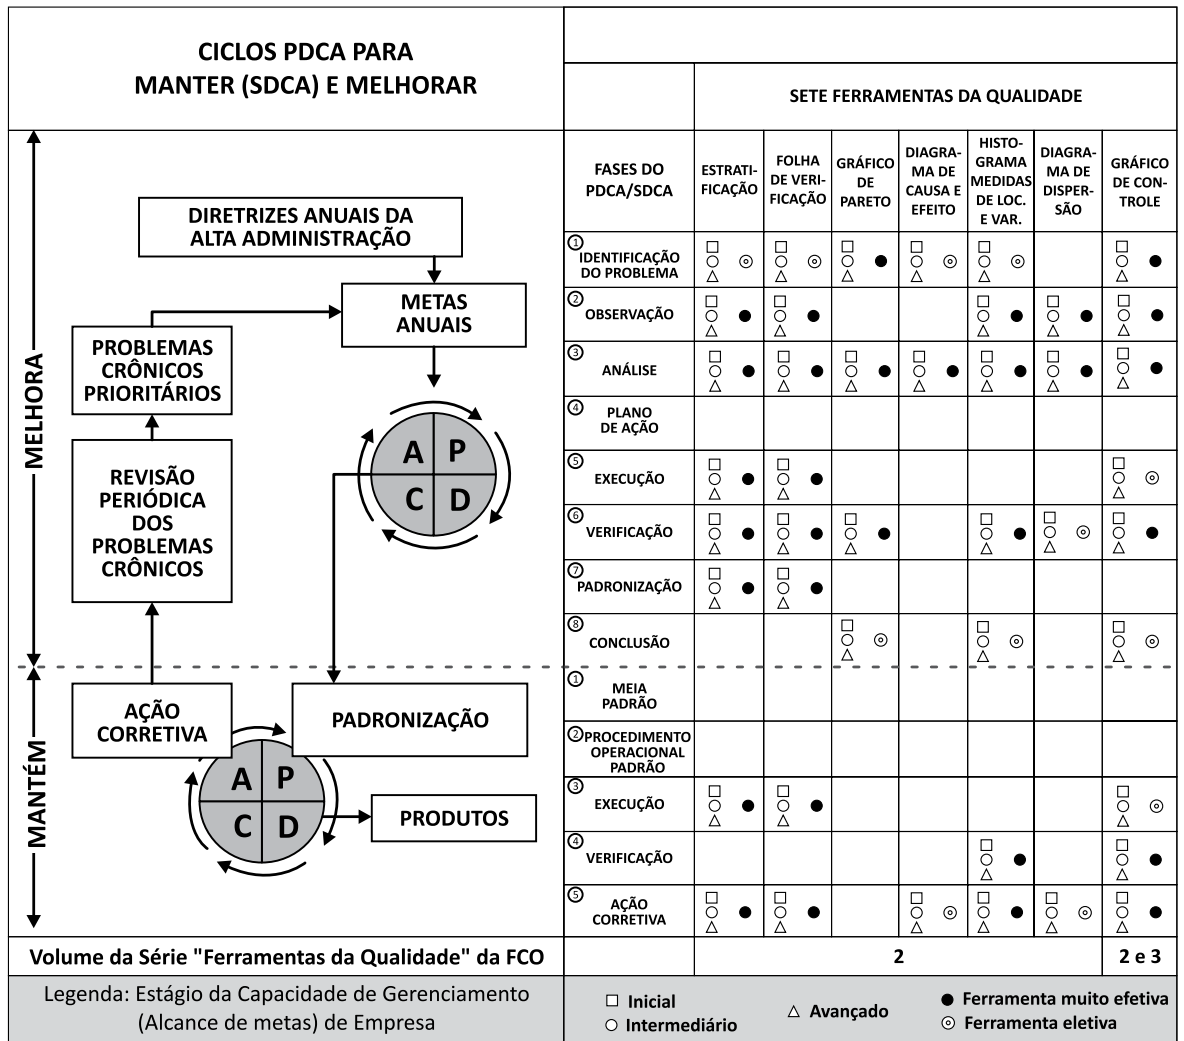 CICLOS PDCA PARA
MANTER (SDCA) E MELHORAR
SETE FERRAMENTAS DA QUALIDADE
FASES DO
PDCA/SDCA
ESTRATI-
FICAÇÃO
FOLHA
DE VERI-
FICAÇÃO
GRÁFICO
DE
PARETO
DIAGRA-
MA DE
CAUSA E
EFEITO
HISTO-
GRAMA
MEDIDAS
DE LOC.
E VAR.
DIAGRA-
MA DE
DISPER-
SÃO
GRÁFICO
DE CON-
TROLE
MELHORA
DIRETRIZES ANUAIS DA
ALTA ADMINISTRAÇÃO
METAS
ANUAIS
PROBLEMAS
CRÔNICOS
PRIORITÁRIOS
REVISÃO
PERIÓDICA
DOS
PROBLEMAS
CRÔNICOS
A P
C D
MANTÉM
AÇÃO
CORRETIVA
PADRONIZAÇÃO
A P
C D
PRODUTOS
1
IDENTIFICAÇÃO
DO PROBLEMA
2
OBSERVAÇÃO
3
ANÁLISE
4
PLANO
DE AÇÃO
5
EXECUÇÃO
6
VERIFICAÇÃO
7
PADRONIZAÇÃO
8
CONCLUSÃO
1
MEIA
PADRÃO
2 PROCEDIMENTO
OPERACIONAL
PADRÃO
3
EXECUÇÃO
4
VERIFICAÇÃO
5
AÇÃO
CORRETIVA
Volume da Série "Ferramentas da Qualidade" da FCO
2
2 e 3
Legenda: Estágio da Capacidade de Gerenciamento
(Alcance de metas) de Empresa
Inicial
Intermediário
Avançado
Ferramenta muito efetiva
Ferramenta eletiva